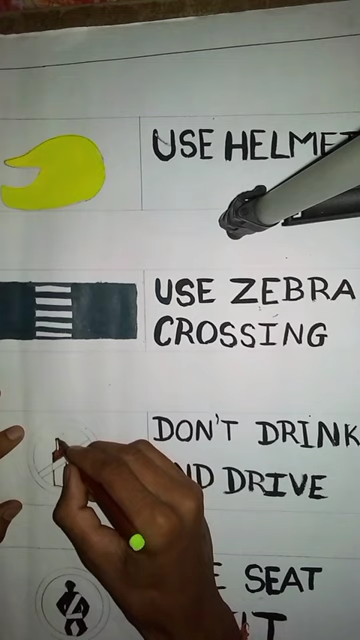 USE HELMET
USE ZEBRA
CROSSING
DON'T DRINK
DRIVE
SEAT